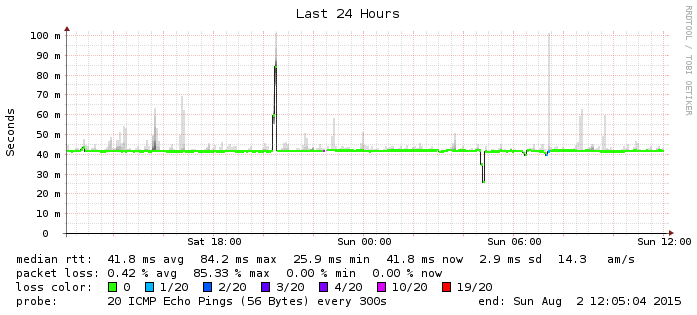 Last 24 Hours
RRDTOOL / TOBI OETIKER
Seconds
100 m
90 m
80 m
70 m
60 m
50 m
40 m
30 m
20 m
10 m
0
Sat 18:00 Sun 00:00 Sun 06:00 Sun 12:00
median rtt: 41.8 ms avg 84.2 ms max 25.9 ms min 41.8 ms now 2.9 ms sd 14.3 am/s
packet loss: 0.42 % avg 85.33 % max 0.00 % min 0.00 % now
loss color: 0 1/20 2/20 3/20 4/20 10/20 19/20
probe: 20 ICMP Echo Pings (56 Bytes) every 300s end: Sun Aug 2 12:05:04 2015